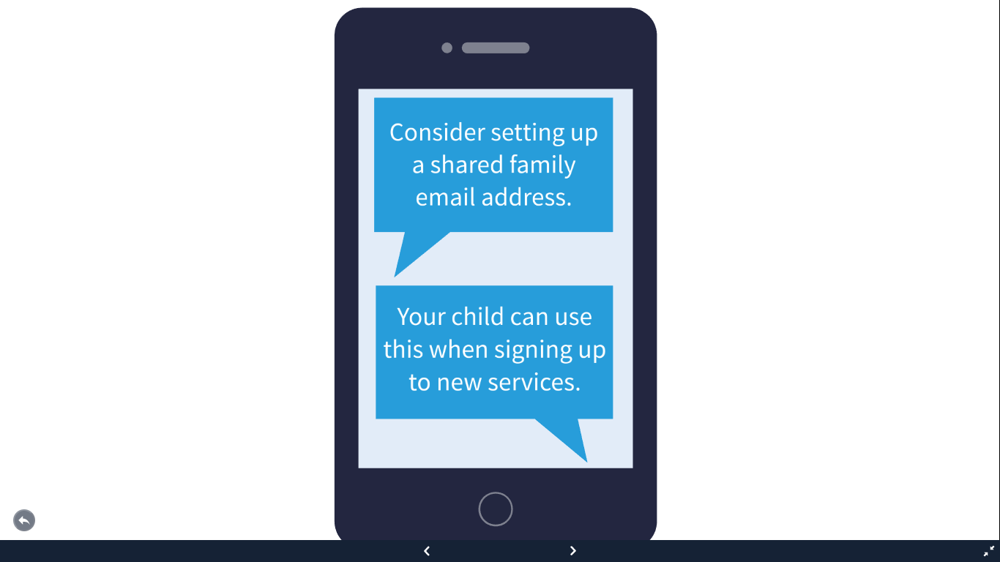 Consider setting up
a shared family
email address.
Your child can use
this when signing up
to new services.